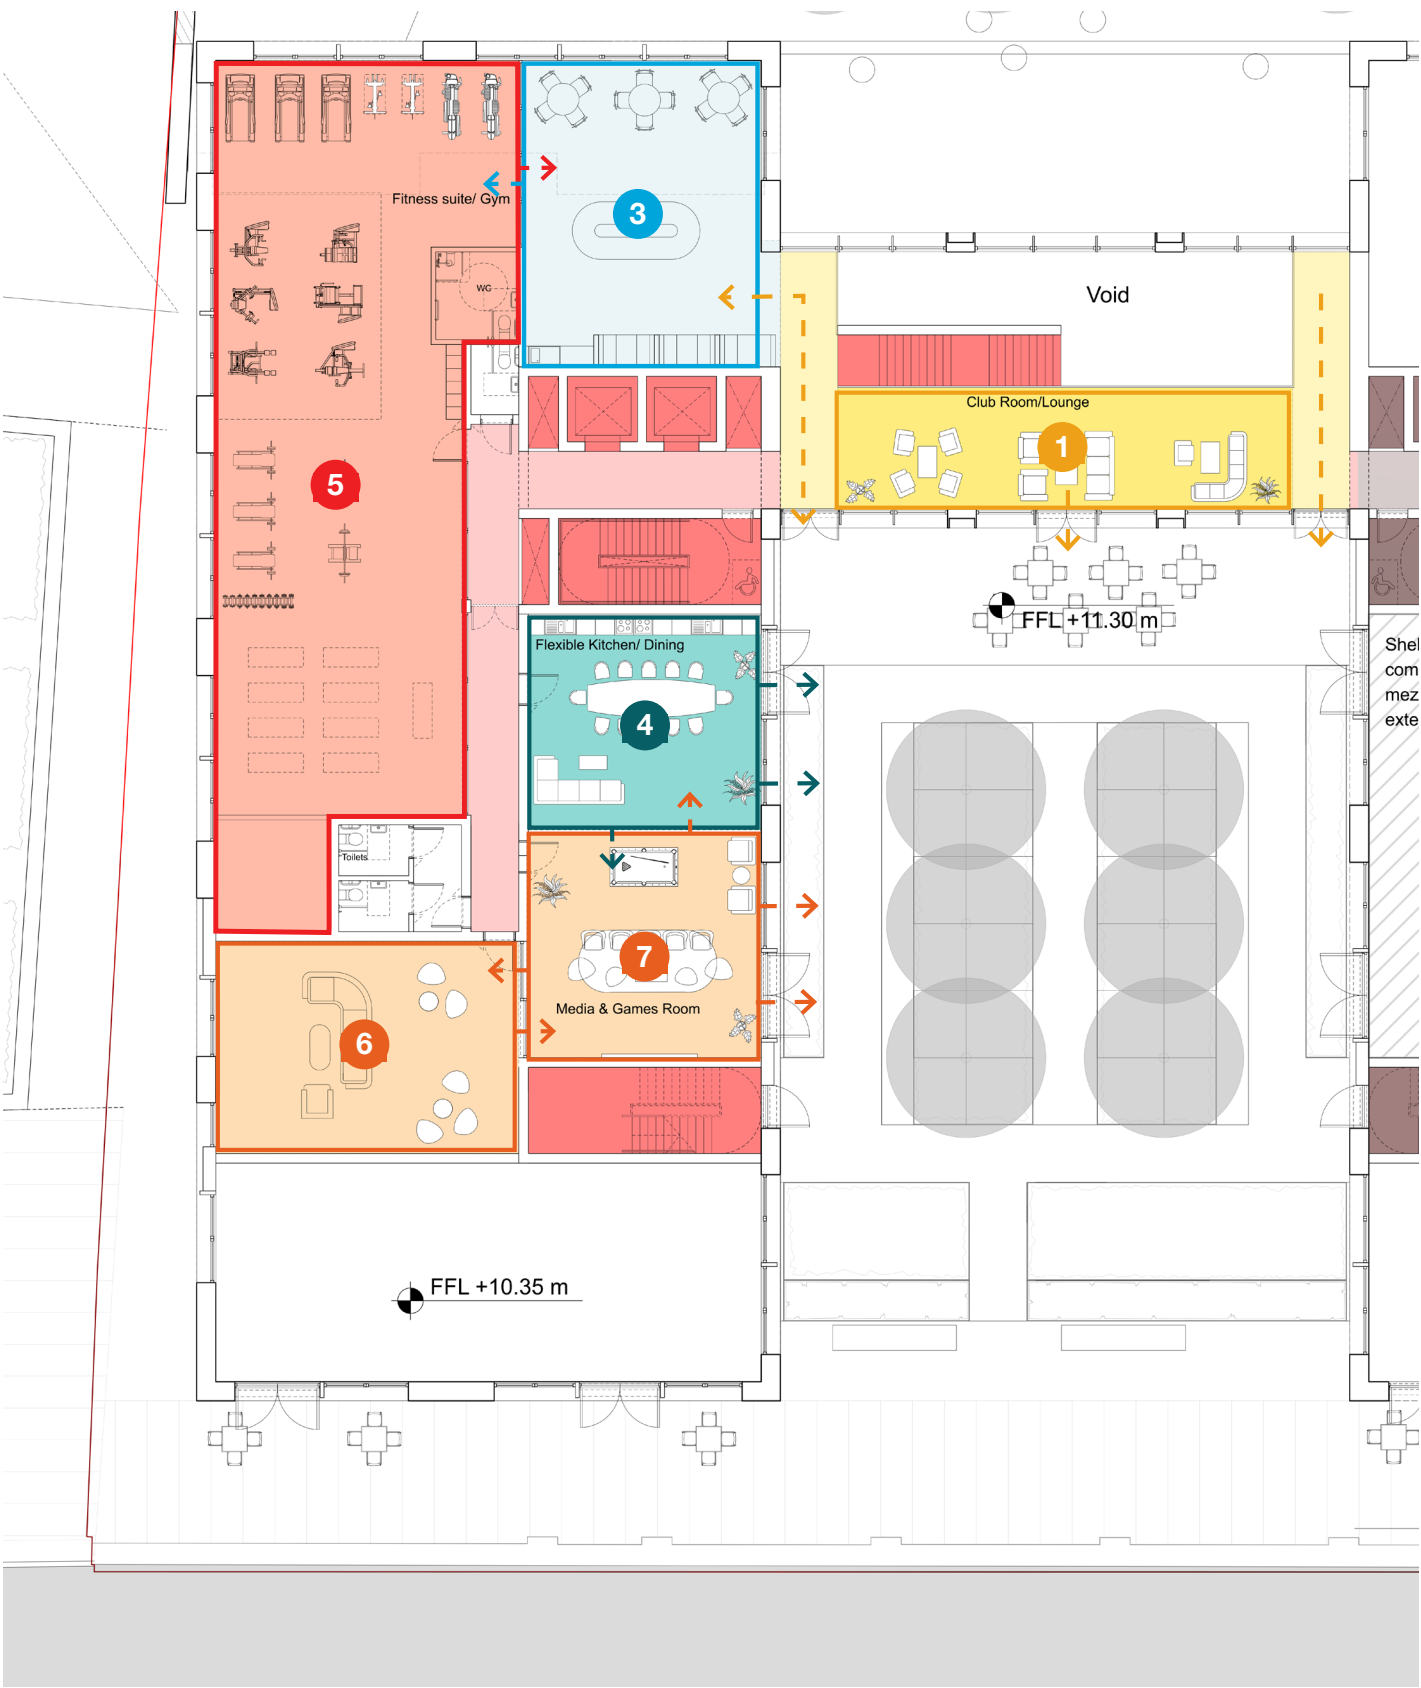 Fitness suite/ Gym
3
WC
Void
Club Room/Lounge
1
5
FFL +11.30 m
Flexible Kitchen/ Dining
4
Shel
com
mez
exte
Toilets
7
Media & Games Room
6
FFL +10.35 m